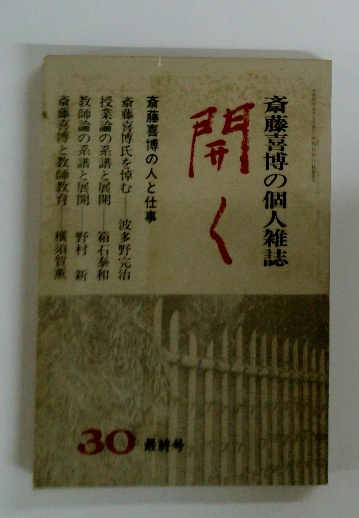 斎藤喜博の個人雑誌
開く
斎藤喜博の人と仕事
斎藤喜博氏を悼む——波多野完治
授業論の系譜と展開 箱石泰和
教師論の系譜と展開——野村 新
斎藤喜博と教師教育 横須賀薫
30 最終号